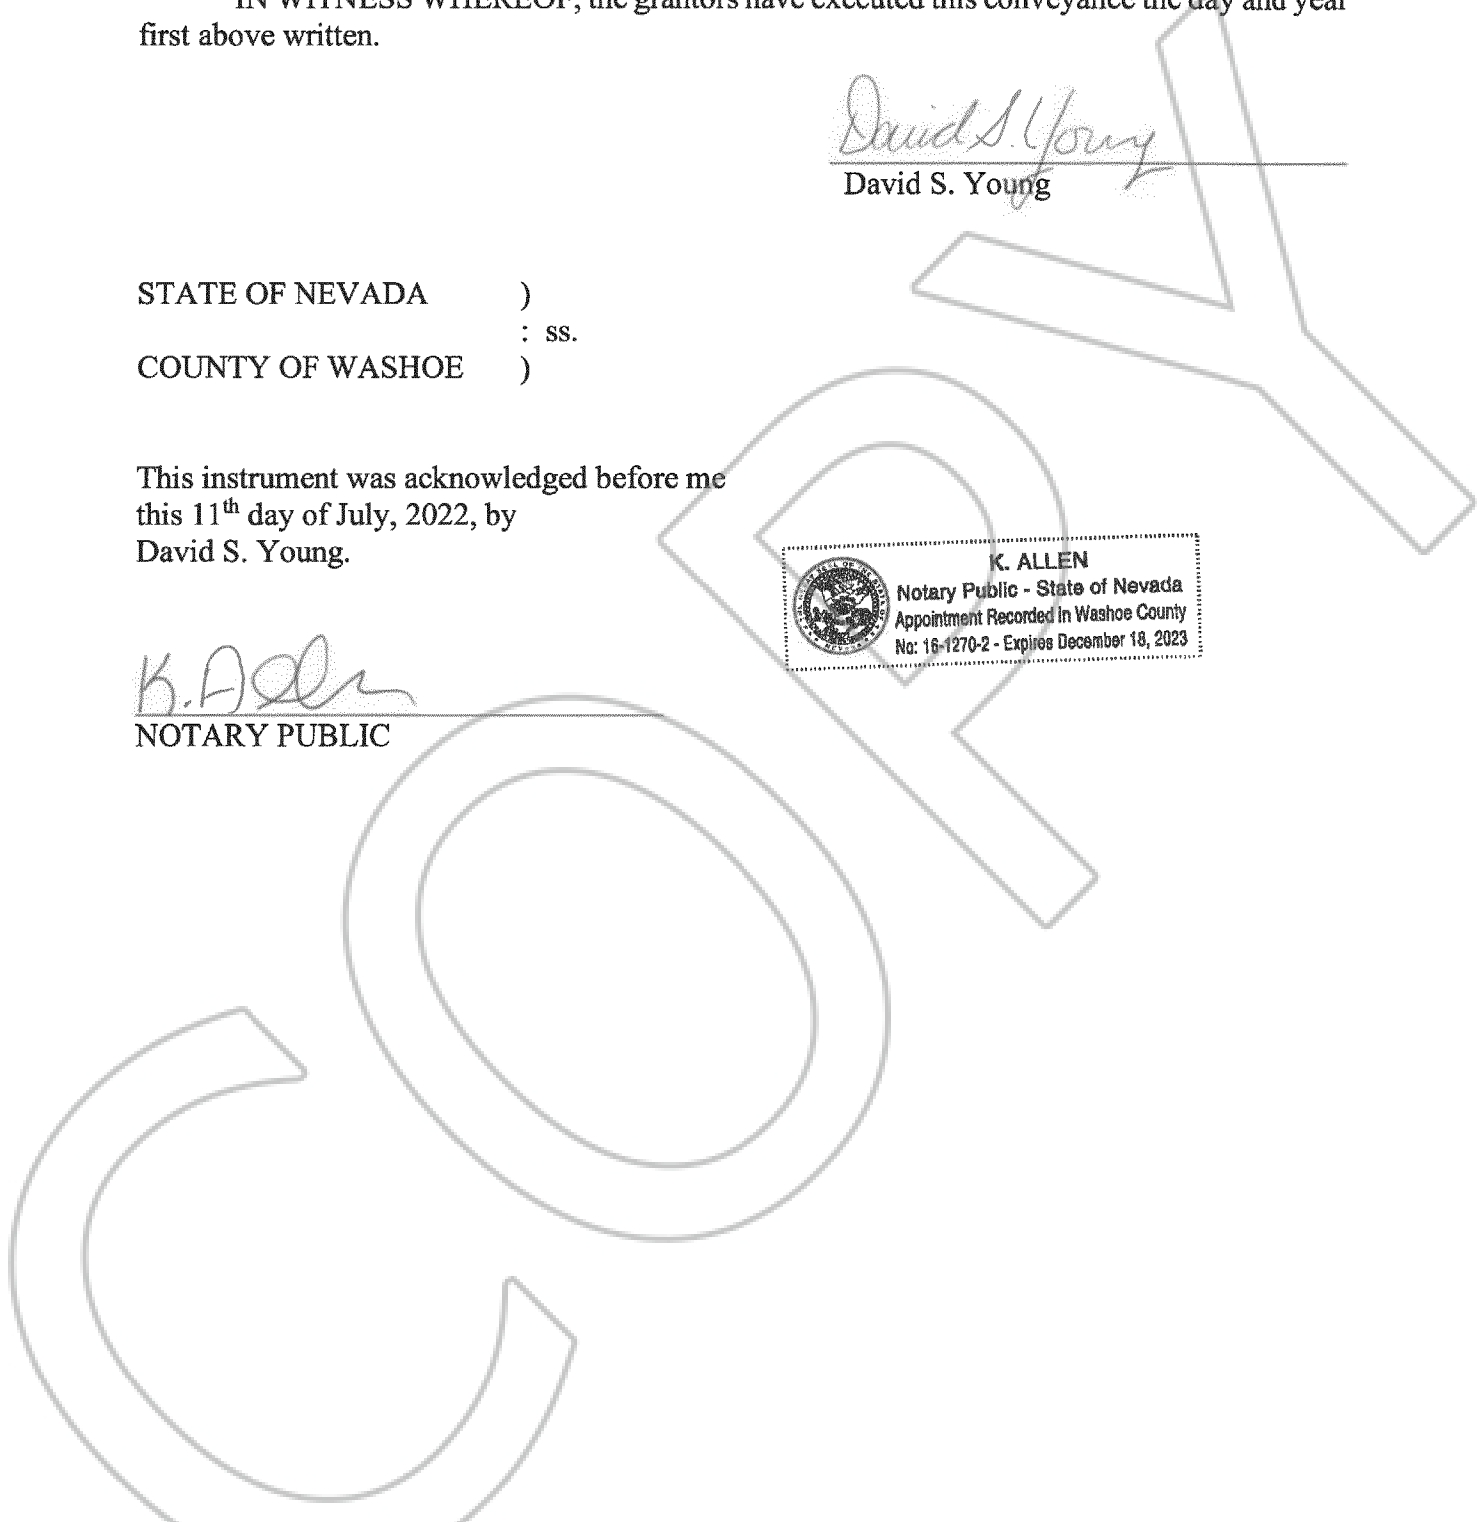 IN WITNESS WHEREOF, the grantors have executed this conveyance the day and year
first above written.
David S. Young
David S. Young
STATE OF NEVADA )
: ss.
COUNTY OF WASHOE )
This instrument was acknowledged before me
this 11th day of July, 2022, by
David S. Young.
K. ALLEN
Notary Public - State of Nevada
Appointment Recorded in Washoe County
No: 16-1270-2 - Expires December 18, 2023
K. Allen
NOTARY PUBLIC
COPY